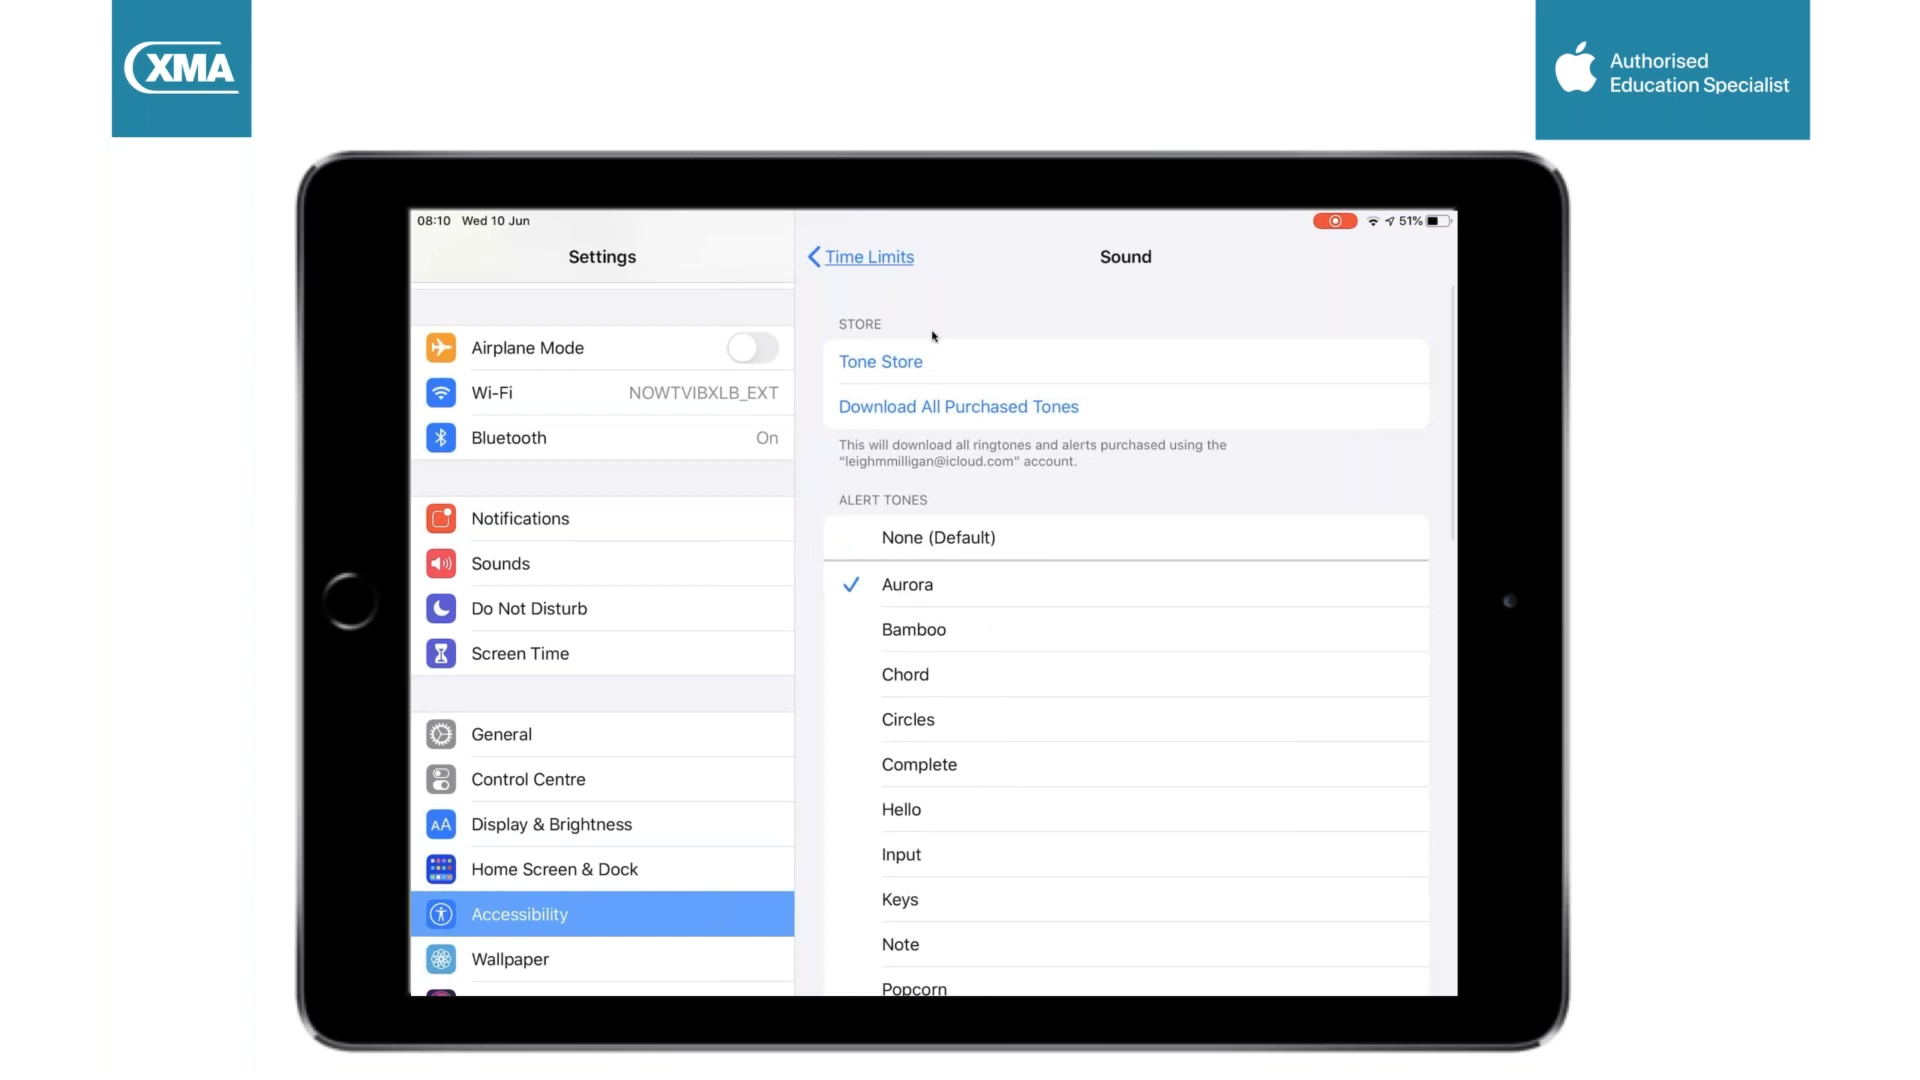 XMA
Authorised
Education Specialist
08:10 Wed 10 Jun
51%
Settings
Time Limits
Sound
Airplane Mode
Wi-Fi NOWTVIBXLB_EXT
Bluetooth On
Notifications
Sounds
Do Not Disturb
Screen Time
General
Control Centre
AA Display & Brightness
Home Screen & Dock
Accessibility
Wallpaper
STORE
Tone Store
Download All Purchased Tones
This will download all ringtones and alerts purchased using the
“leighmmilligan@icloud.com” account.
ALERT TONES
None (Default)
Aurora
Bamboo
Chord
Circles
Complete
Hello
Input
Keys
Note
Popcorn